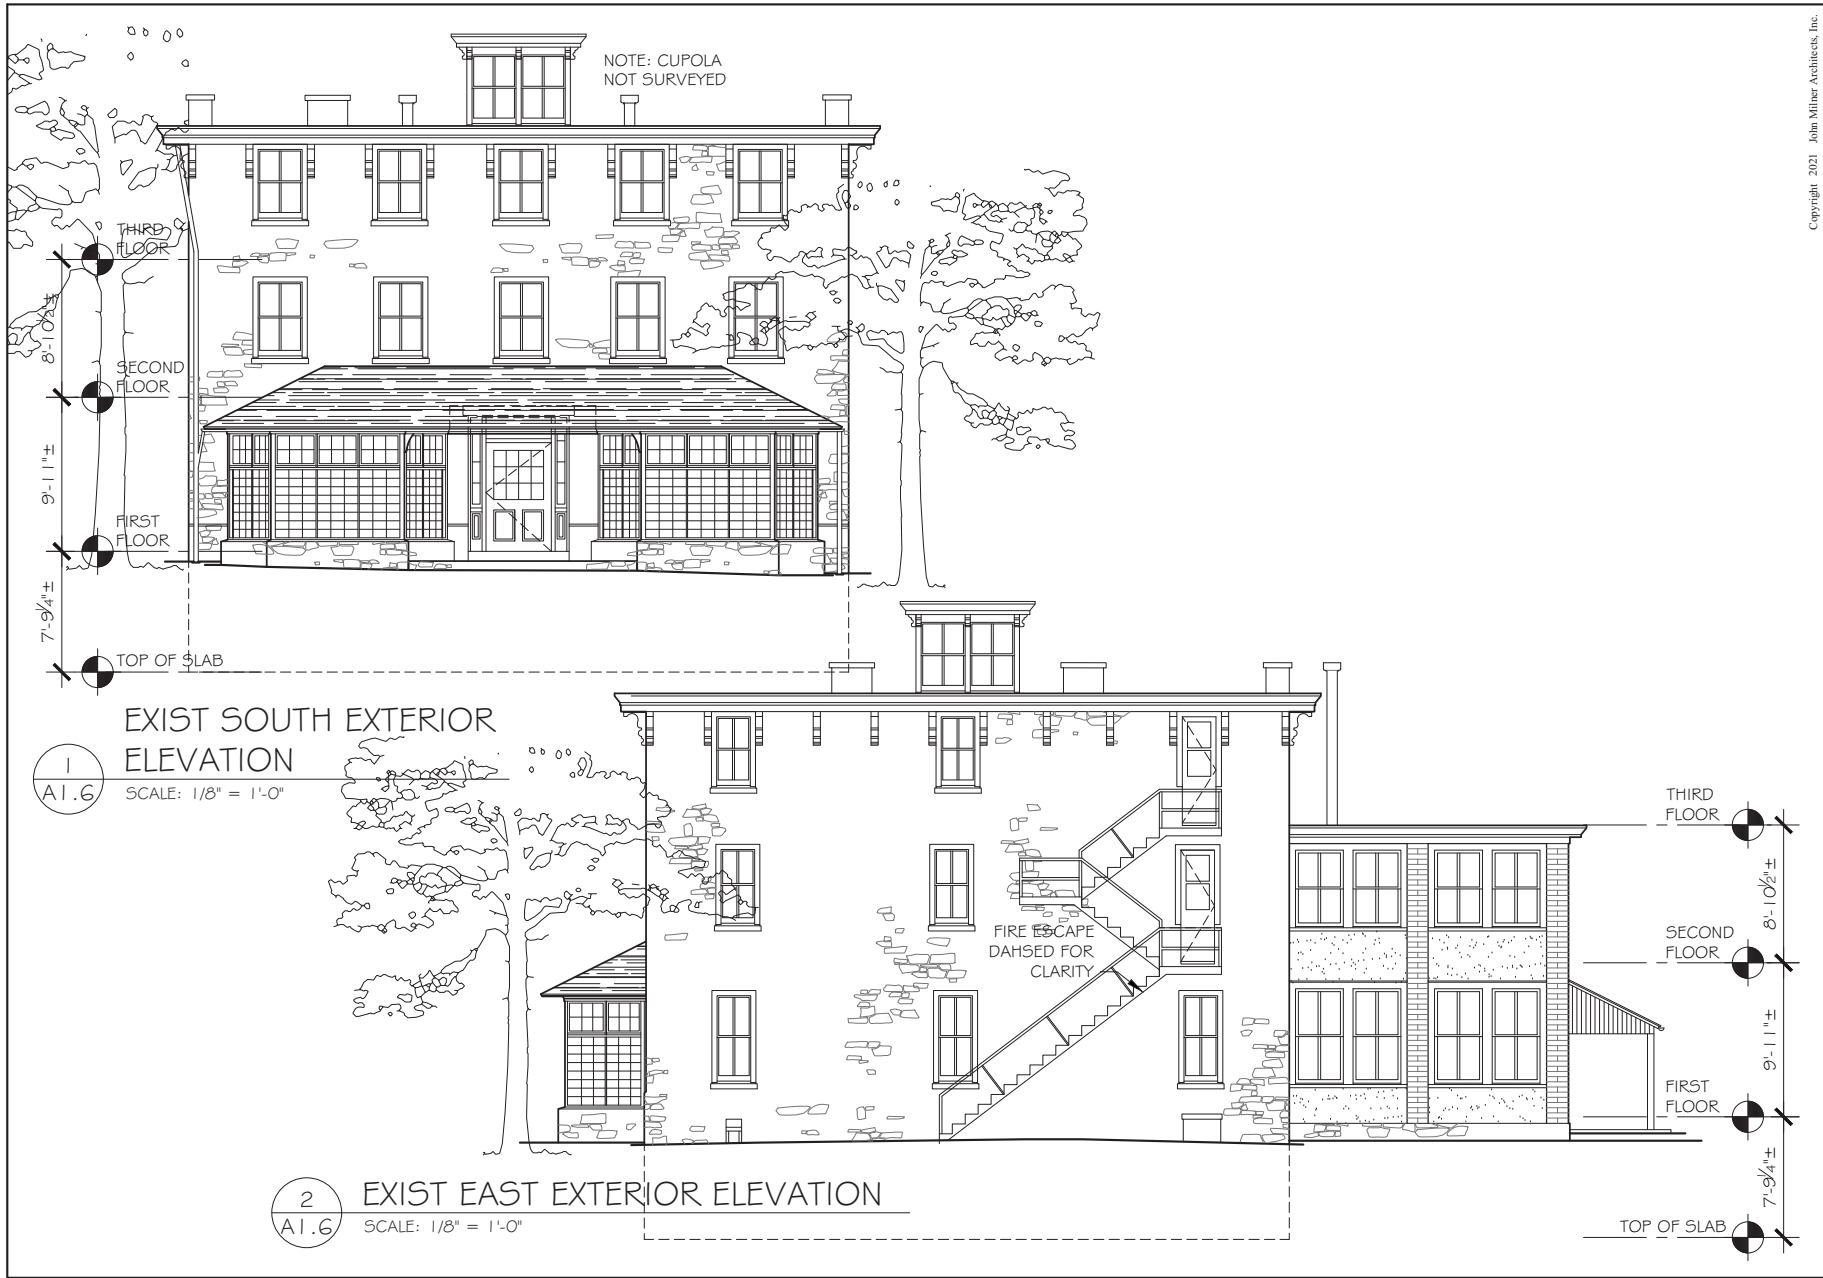 Copyright 2021 John Milner Architects, Inc.
NOTE: CUPOLA
NOT SURVEYED
THIRD
FLOOR
8'-10½"±
SECOND
FLOOR
9'-11"±
FIRST
FLOOR
7'-9¼"±
TOP OF SLAB
EXIST SOUTH EXTERIOR
ELEVATION
1
A1.6
SCALE: 1/8" = 1'-0"
THIRD
FLOOR
8'-10½"±
SECOND
FLOOR
FIRE ESCAPE
DAHSED FOR
CLARITY
9'-11"±
FIRST
FLOOR
7'-9¼"±
TOP OF SLAB
2
A1.6
EXIST EAST EXTERIOR ELEVATION
SCALE: 1/8" = 1'-0"